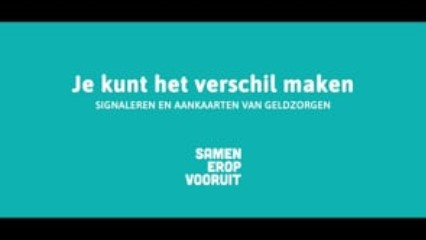 Je kunt het verschil maken
SIGNALEREN EN AANKAARTEN VAN GELDZORGEN
SAMEN
EROP
VOORUIT